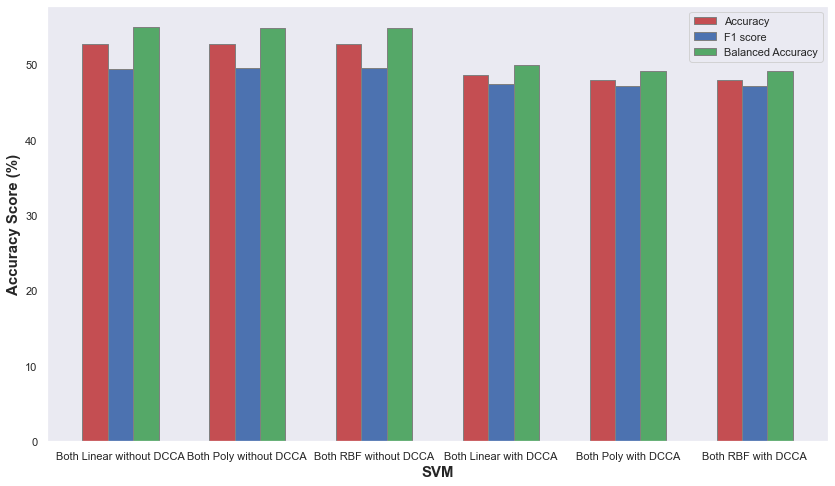 Accuracy
F1 score
Balanced Accuracy
Accuracy Score (%)
50
40
30
20
10
0
Both Linear without DCCA
Both Poly without DCCA
Both RBF without DCCA
Both Linear with DCCA
Both Poly with DCCA
Both RBF with DCCA
SVM